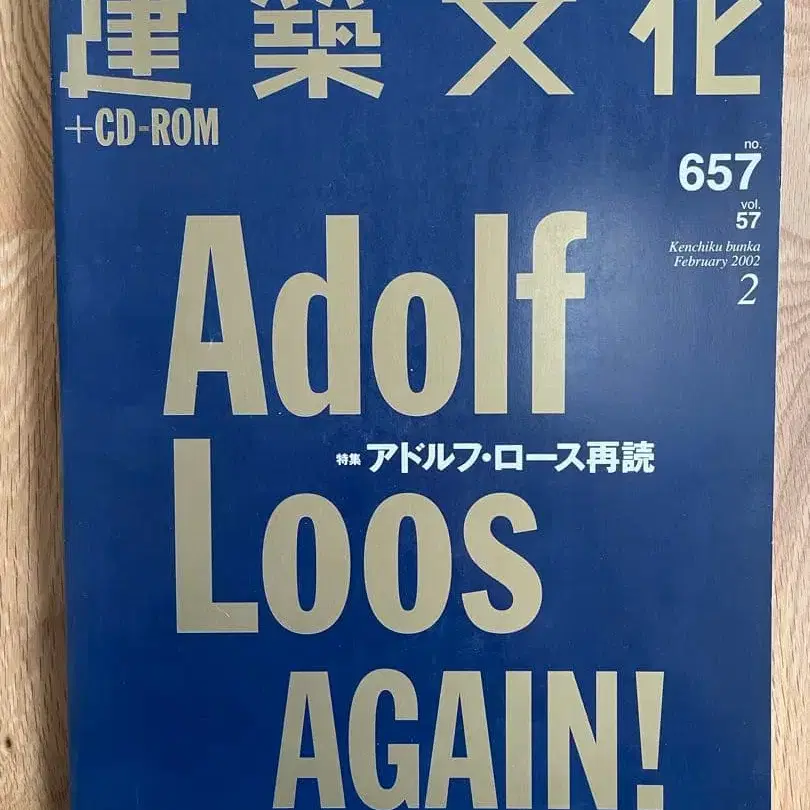 建築文化
+CD-ROM
no.
657
vol.
57
Kenchiku bunka
February 2002
2
Adolf
特集 アドルフ・ロース再読
Loos
AGAIN!